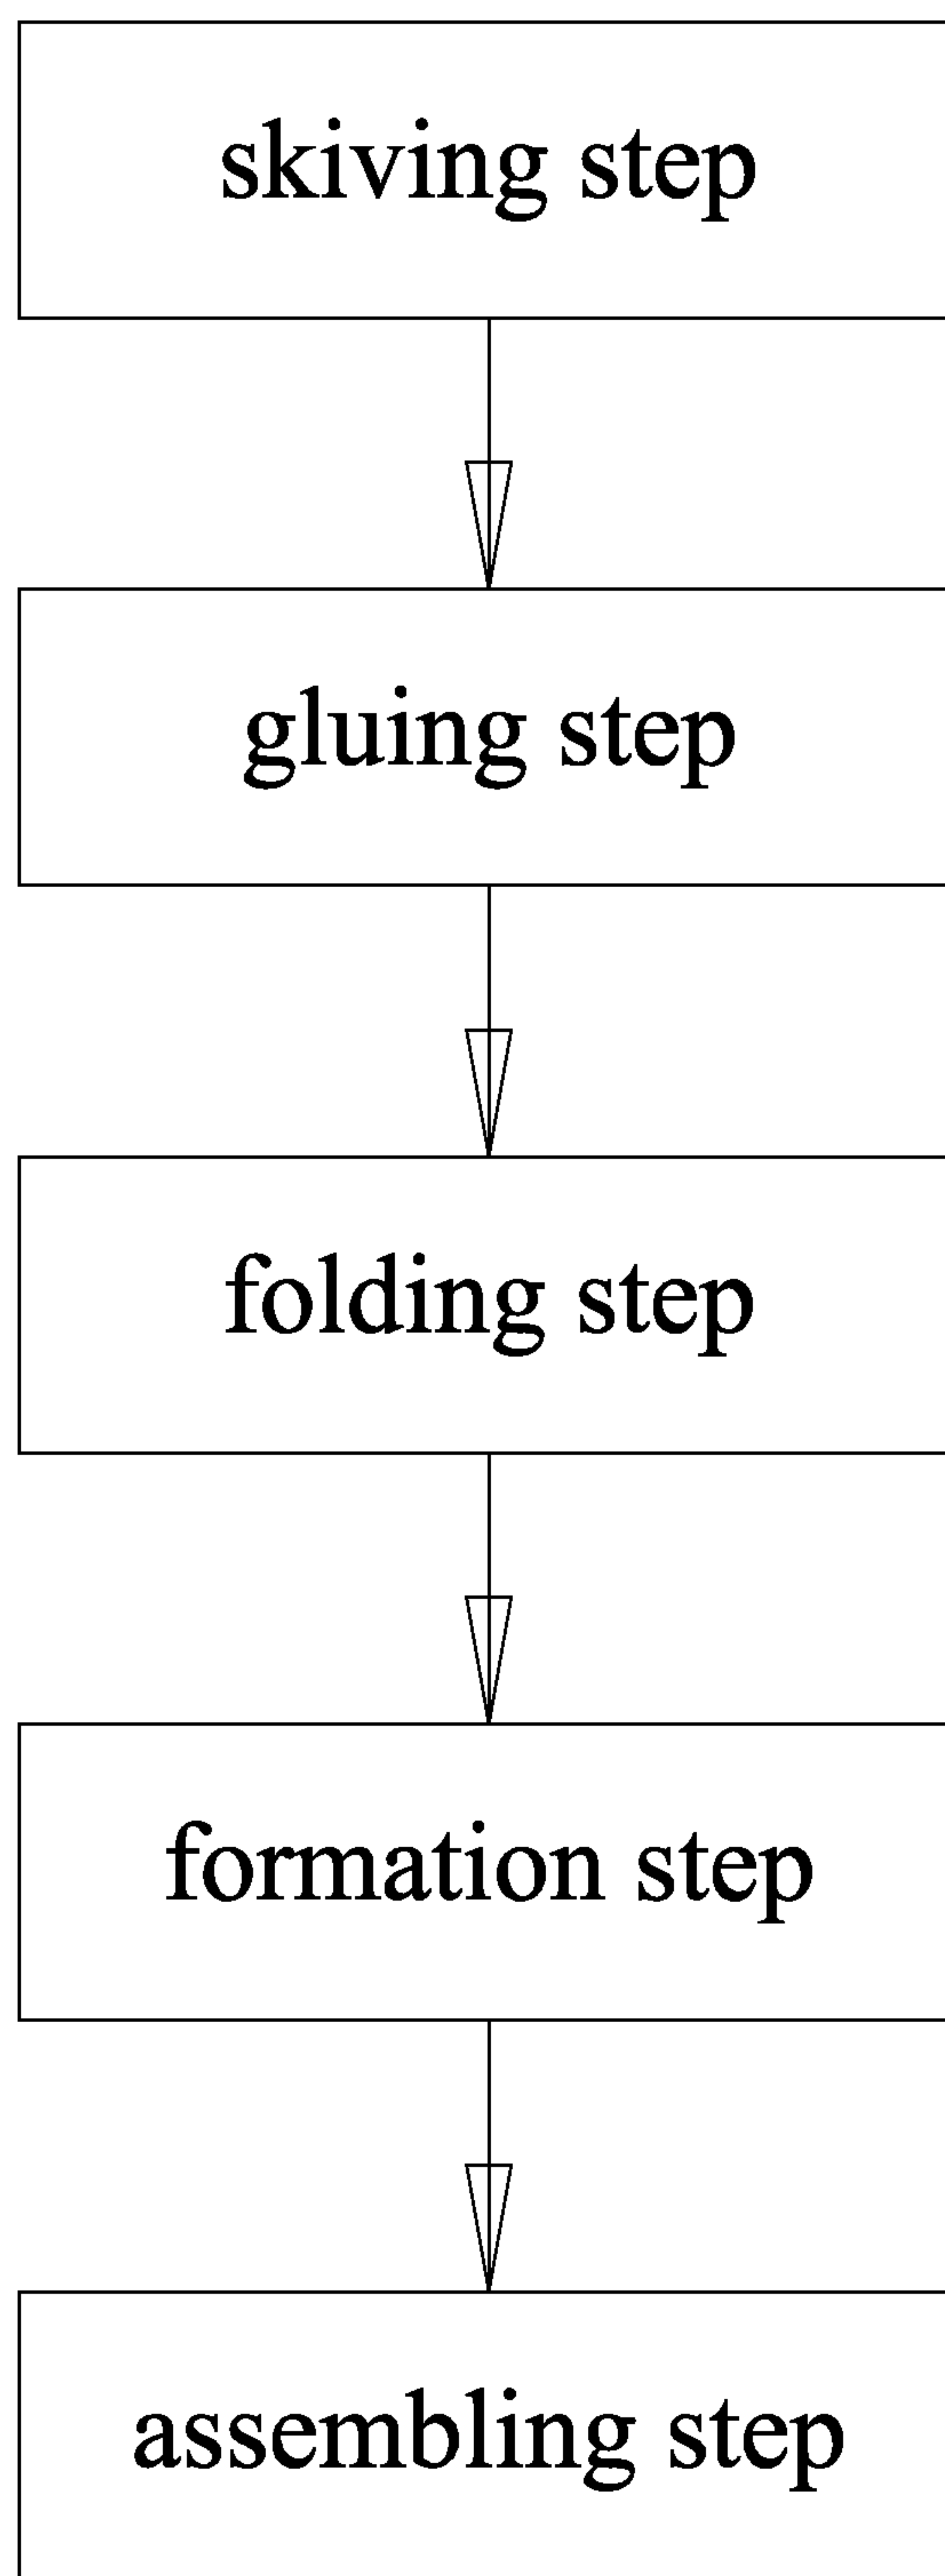 skiving step
gluing step
folding step
formation step
assembling step